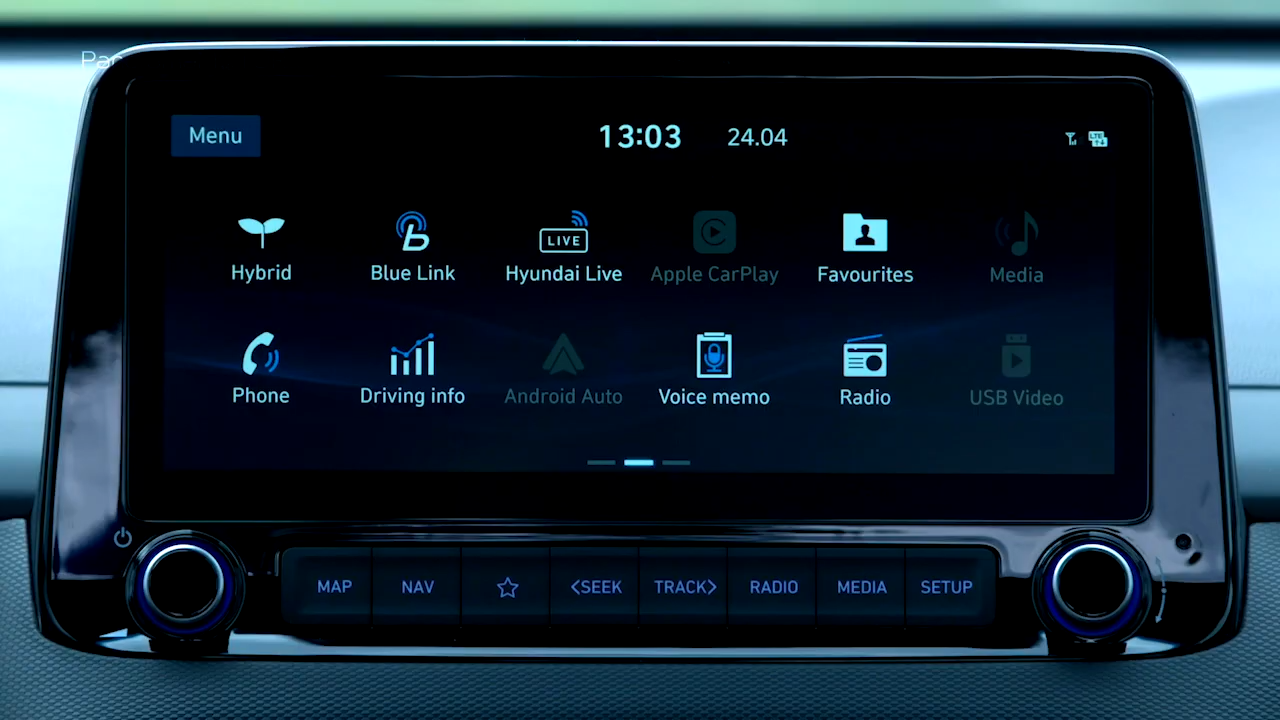 Menu
13:03 24.04
LTE
Hybrid
Blue Link
LIVE
Hyundai Live
Apple CarPlay
Favourites
Media
Phone
Driving info
Android Auto
Voice memo
Radio
USB Video
MAP
NAV
<SEEK
TRACK>
RADIO
MEDIA
SETUP